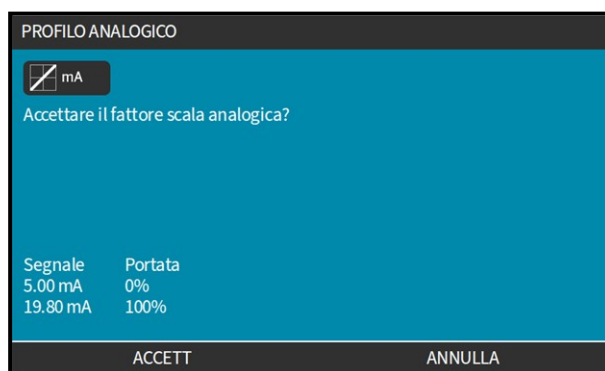 PROFILO ANALOGICO
mA
Accettare il fattore scala analogica?
Segnale Portata
5.00 mA 0%
19.80 mA 100%
ACCETT ANNULLA